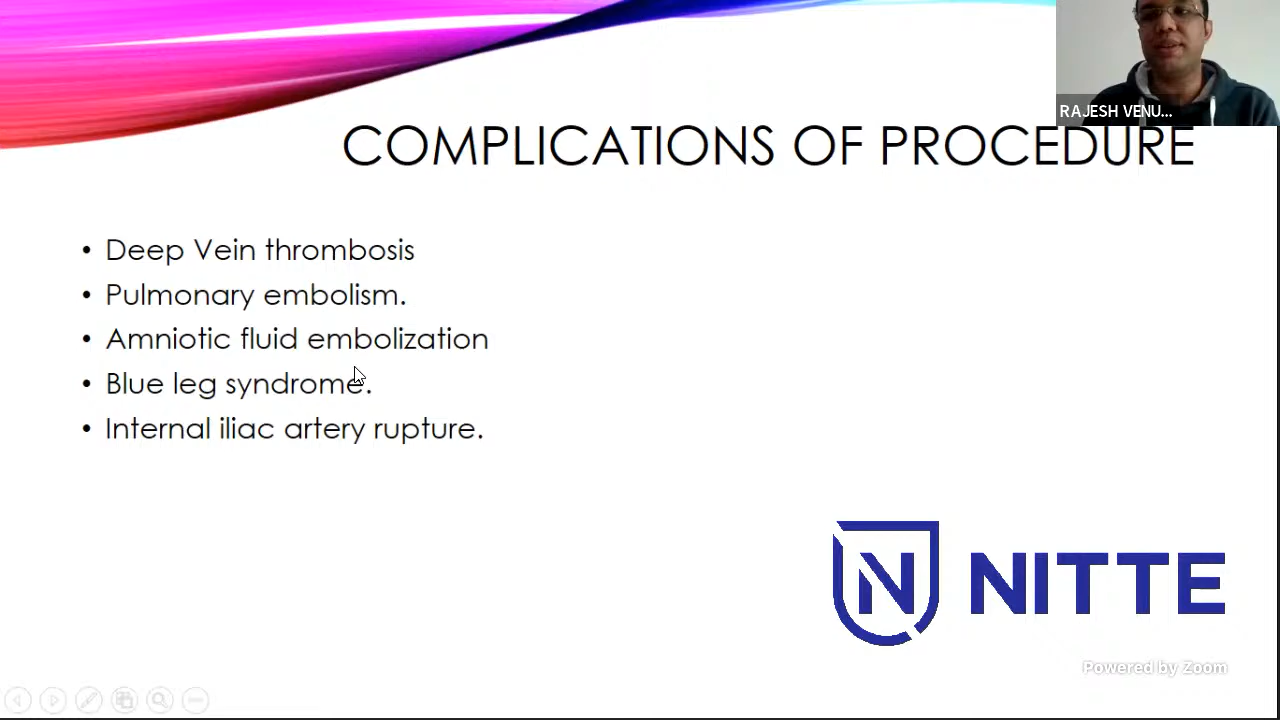 RAJESH VENU...
COMPLICATIONS OF PROCEDURE
• Deep Vein thrombosis
• Pulmonary embolism.
• Amniotic fluid embolization
• Blue leg syndrome.
• Internal iliac artery rupture.
N NITTE
Powered by Zoom